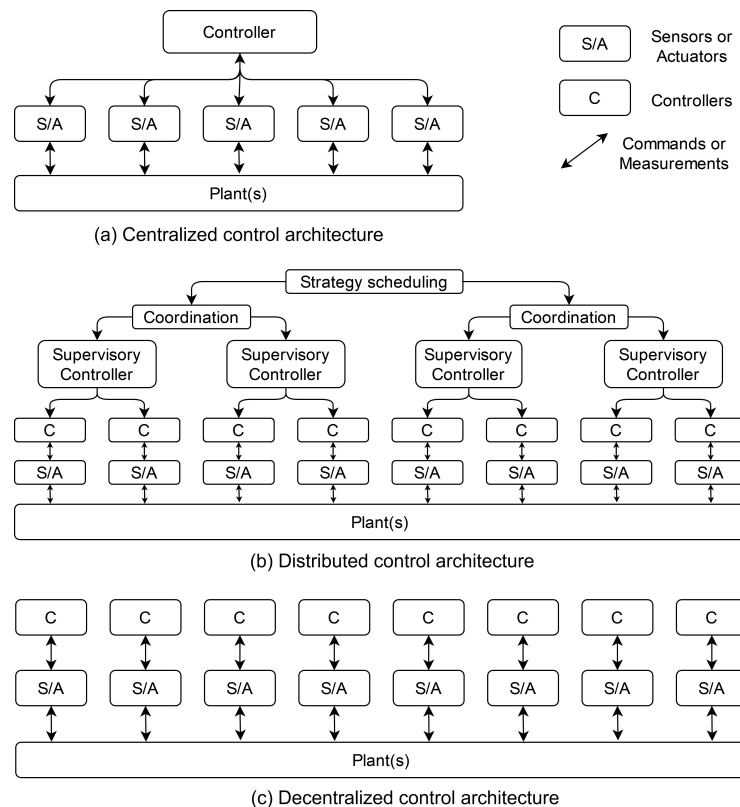 Controller
S/A S/A S/A S/A S/A
Plant(s)
(a) Centralized control architecture
S/A
Sensors or
Actuators
C
Controllers
Commands or
Measurements
Strategy scheduling
Coordination Coordination
Supervisory
Controller
Supervisory
Controller
Supervisory
Controller
Supervisory
Controller
C C C C C C C C
S/A S/A S/A S/A S/A S/A S/A S/A
Plant(s)
(b) Distributed control architecture
C C C C C C C C
S/A S/A S/A S/A S/A S/A S/A S/A
Plant(s)
(c) Decentralized control architecture